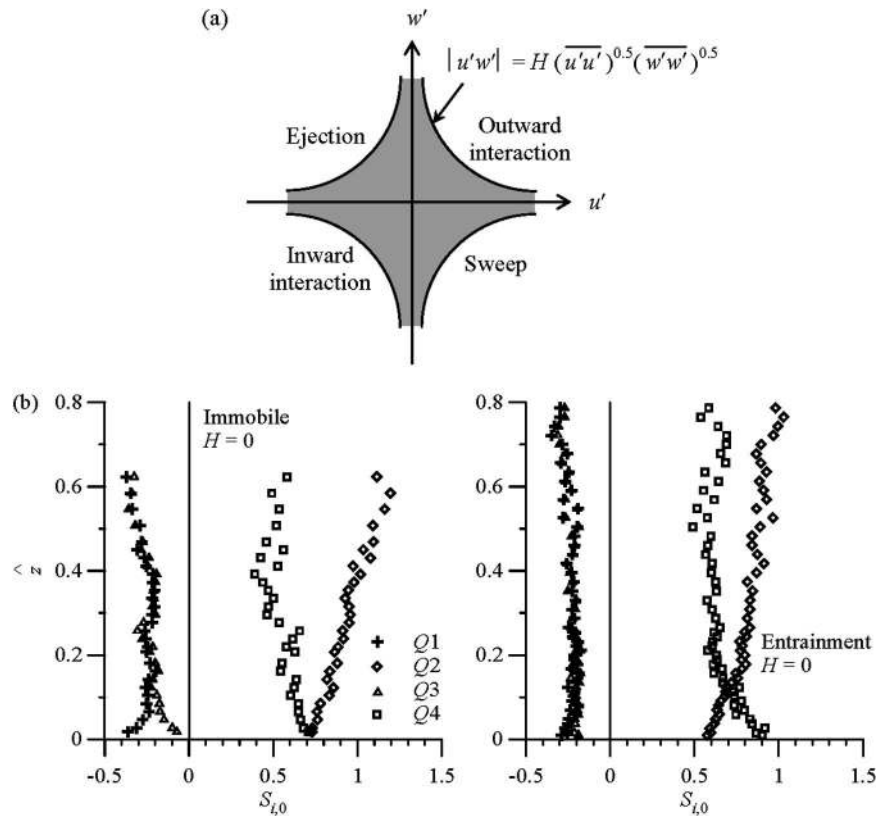 (a)
w′
|u′w′| = H(u′u′)^0.5(w′w′)^0.5
Ejection
Outward
interaction
u′
Inward
interaction
Sweep
(b)
0.8
0.6
0.4
0.2
0
ẑ
Immobile
H = 0
Q1
Q2
Q3
Q4
-0.5 0 0.5 1 1.5
S_{i,0}
0.8
0.6
0.4
0.2
0
Entrainment
H = 0
-0.5 0 0.5 1 1.5
S_{i,0}